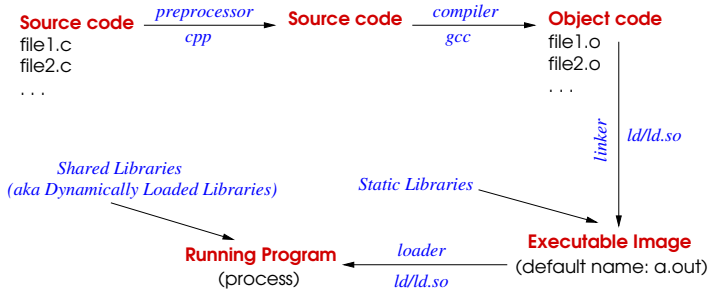 Source code
file1.c
file2.c
. . .
preprocessor
cpp
Source code
compiler
gcc
Object code
file1.o
file2.o
. . .
linker
ld/ld.so
Shared Libraries
(aka Dynamically Loaded Libraries)
Static Libraries
Executable Image
(default name: a.out)
loader
ld/ld.so
Running Program
(process)